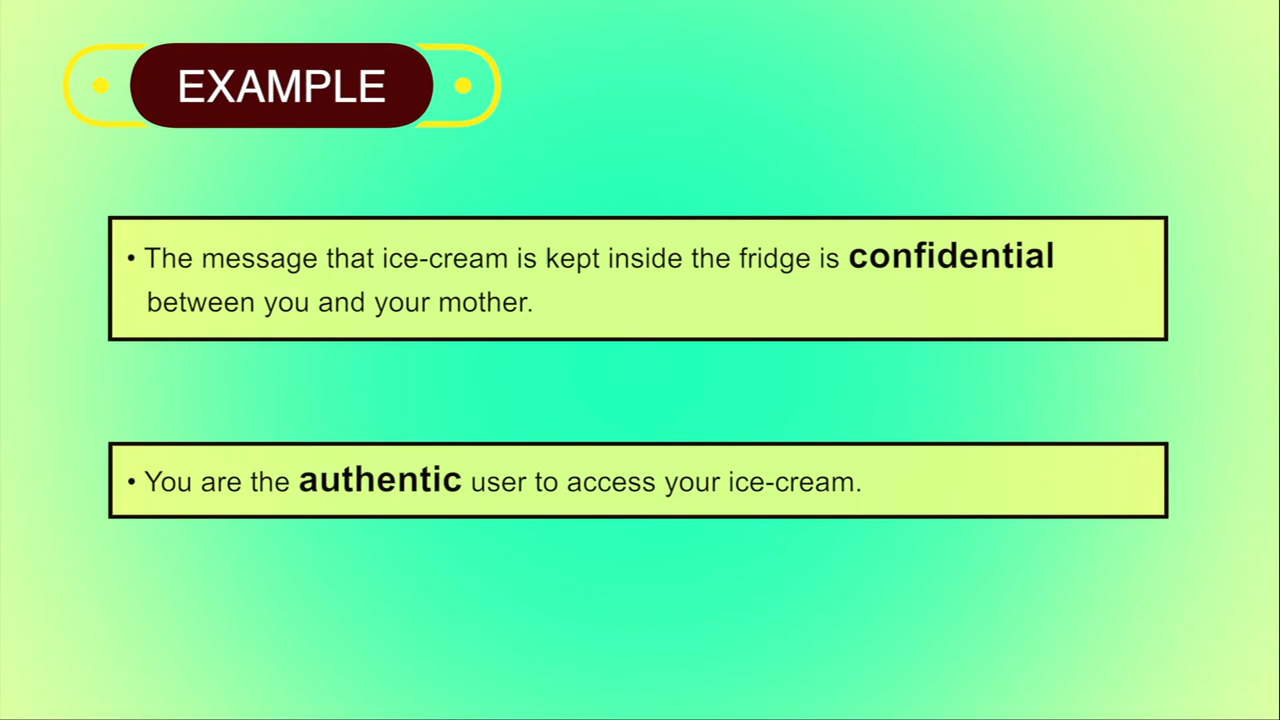 EXAMPLE
• The message that ice-cream is kept inside the fridge is confidential
between you and your mother.
• You are the authentic user to access your ice-cream.